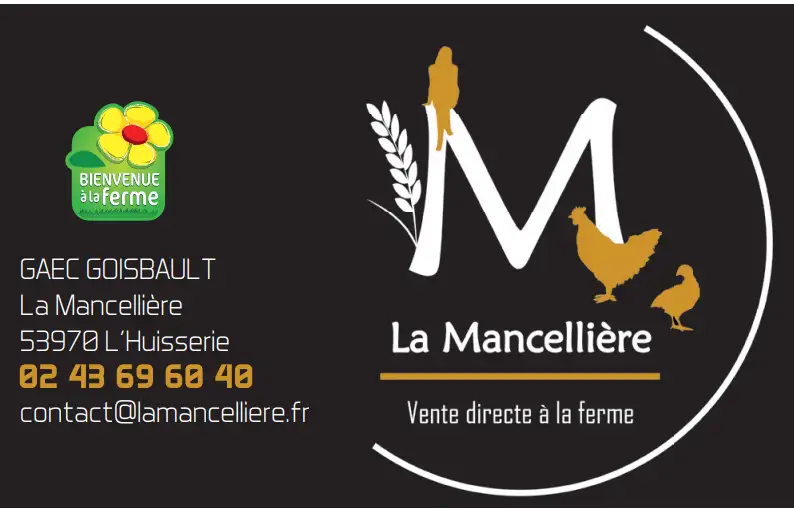 BIENVENUE
à la ferme
GAEC GOISBAULT
La Mancellière
53970 L'Huisserie
02 43 69 60 40
contact@lamancelliere.fr
M
La Mancellière
Vente directe à la ferme